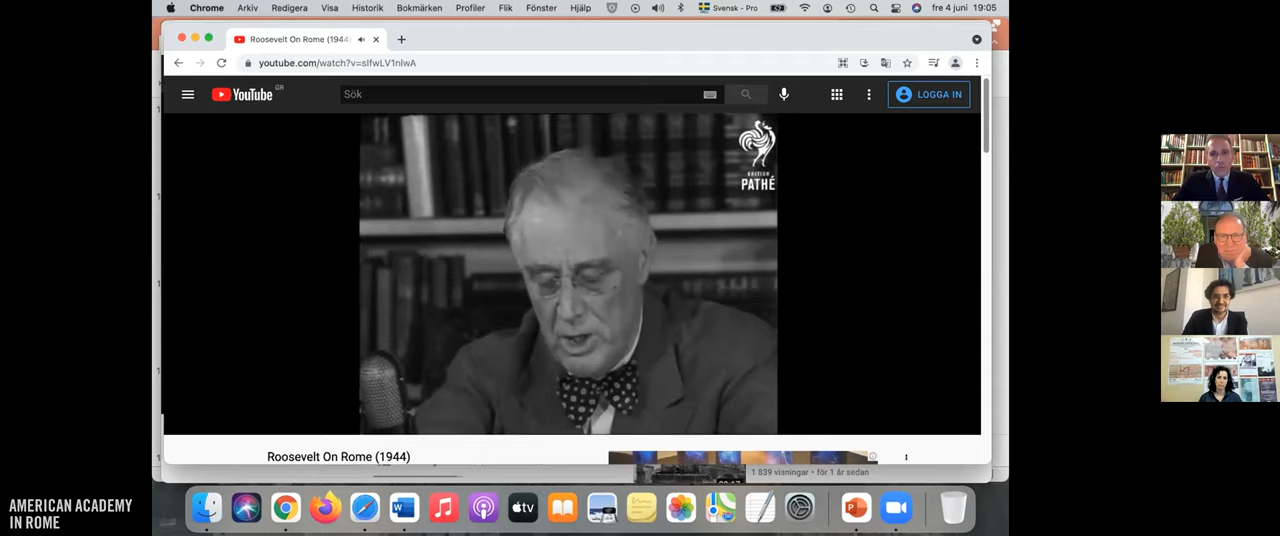 Chrome Arkiv Redigera Visa Historik Bokmärken Profiler Flik Fönster Hjälp Svensk - Pro fre 4 juni 19:05
Roosevelt On Rome (1944)
youtube.com/watch?v=slfwLV1nlwA
YouTube GR Sök LOGGA IN
BRITISH
PATHÉ
Roosevelt On Rome (1944)
1 839 visningar • för 1 år sedan
tv
AMERICAN ACADEMY
IN ROME